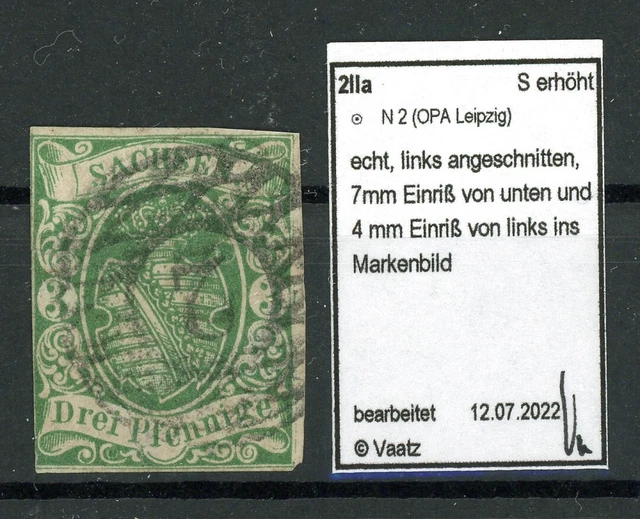 SACHSEN
2
Drei Pfennige
2IIa S erhöht
N 2 (OPA Leipzig)
echt, links angeschnitten,
7mm Einriß von unten und
4 mm Einriß von links ins
Markenbild
bearbeitet 12.07.2022
© Vaatz